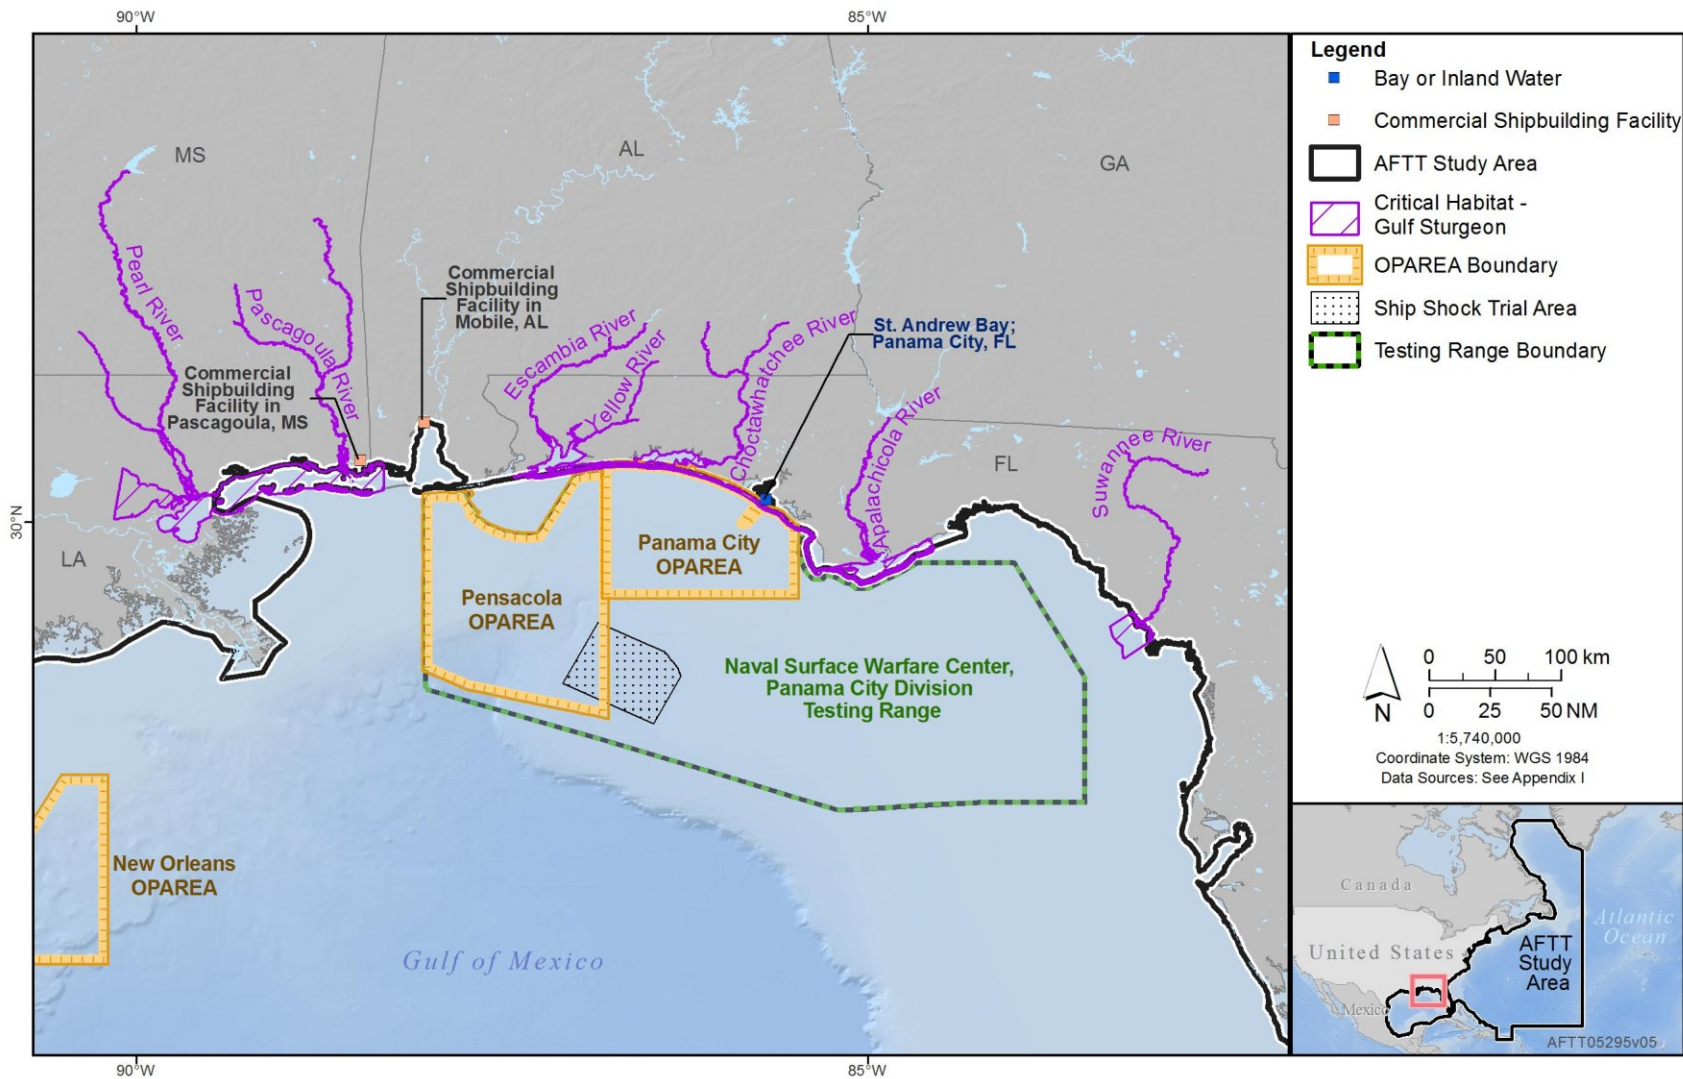 90°W
85°W
MS
AL
GA
Pearl River
Pascagoula River
Commercial
Shipbuilding
Facility in
Mobile, AL
Commercial
Shipbuilding
Facility in
Pascagoula, MS
Escambia River
Yellow River
Choctawhatchee River
St. Andrew Bay;
Panama City, FL
Apalachicola River
Suwannee River
FL
30°N
LA
Panama City
OPAREA
Pensacola
OPAREA
Naval Surface Warfare Center,
Panama City Division
Testing Range
New Orleans
OPAREA
Gulf of Mexico
90°W
85°W
Legend
Bay or Inland Water
Commercial Shipbuilding Facility
AFTT Study Area
Critical Habitat -
Gulf Sturgeon
OPAREA Boundary
Ship Shock Trial Area
Testing Range Boundary
N
0 50 100 km
0 25 50 NM
1:5,740,000
Coordinate System: WGS 1984
Data Sources: See Appendix I
Canada
United States
Mexico
Atlantic
Ocean
AFTT
Study
Area
AFTT05295v05